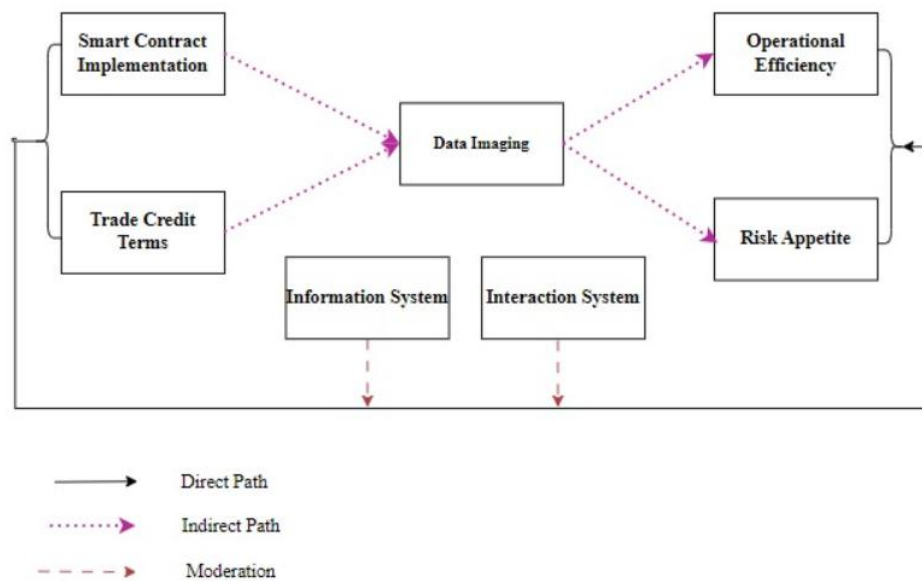 Smart Contract
Implementation
Operational
Efficiency
Data Imaging
Trade Credit
Terms
Risk Appetite
Information System
Interaction System
Direct Path
Indirect Path
Moderation